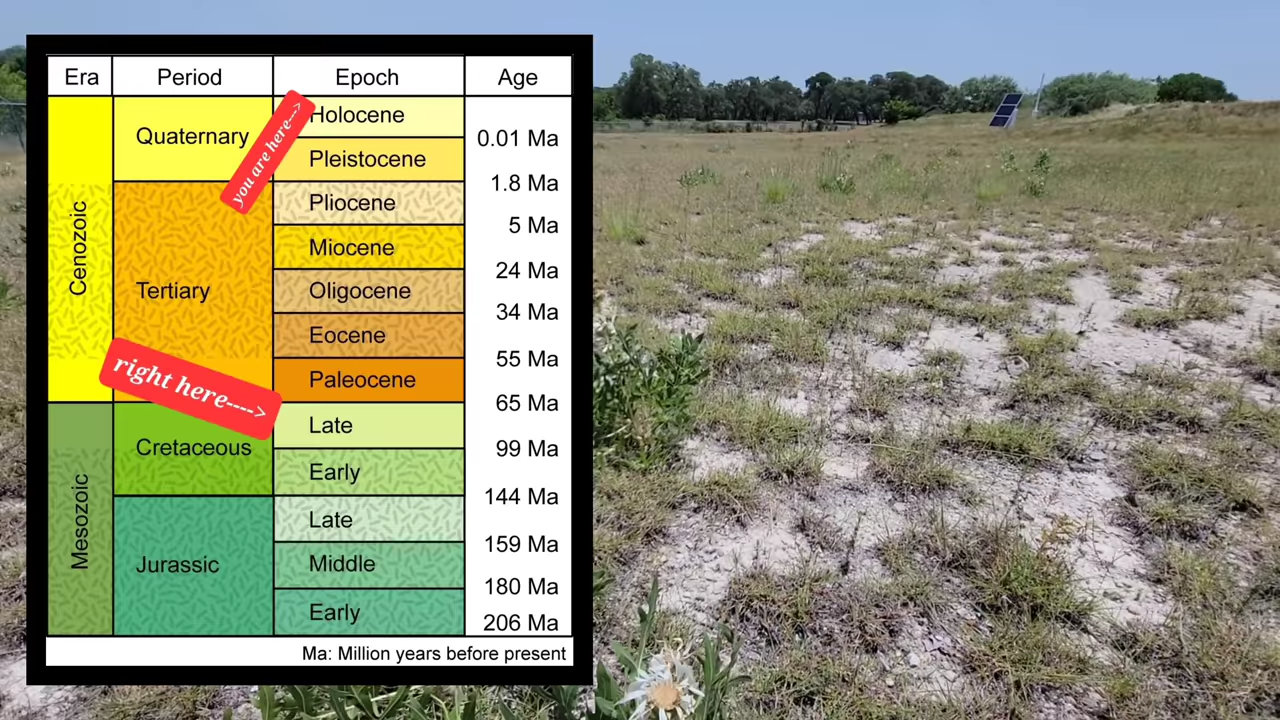 Era Period Epoch Age
Holocene
you are here--->
Quaternary
0.01 Ma
Pleistocene
1.8 Ma
Pliocene
5 Ma
Miocene
24 Ma
Cenozoic
Tertiary
Oligocene
34 Ma
Eocene
55 Ma
right here---->
Paleocene
65 Ma
Late
Cretaceous
99 Ma
Early
144 Ma
Mesozoic
Late
159 Ma
Jurassic
Middle
180 Ma
Early
206 Ma
Ma: Million years before present